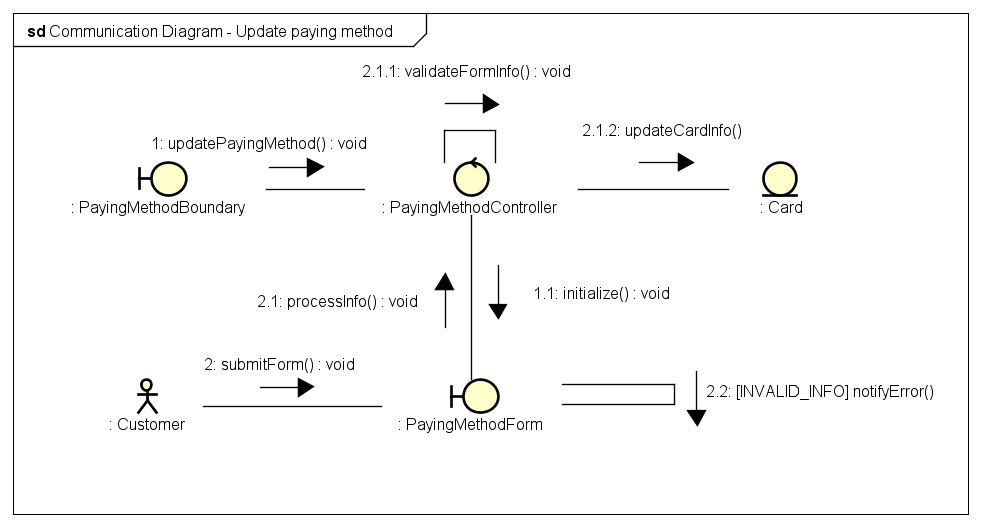 sd Communication Diagram - Update paying method
2.1.1: validateFormInfo() : void
1: updatePayingMethod() : void
2.1.2: updateCardInfo()
: PayingMethodBoundary
: PayingMethodController
: Card
2.1: processInfo() : void
1.1: initialize() : void
2: submitForm() : void
2.2: [INVALID_INFO] notifyError()
: Customer
: PayingMethodForm